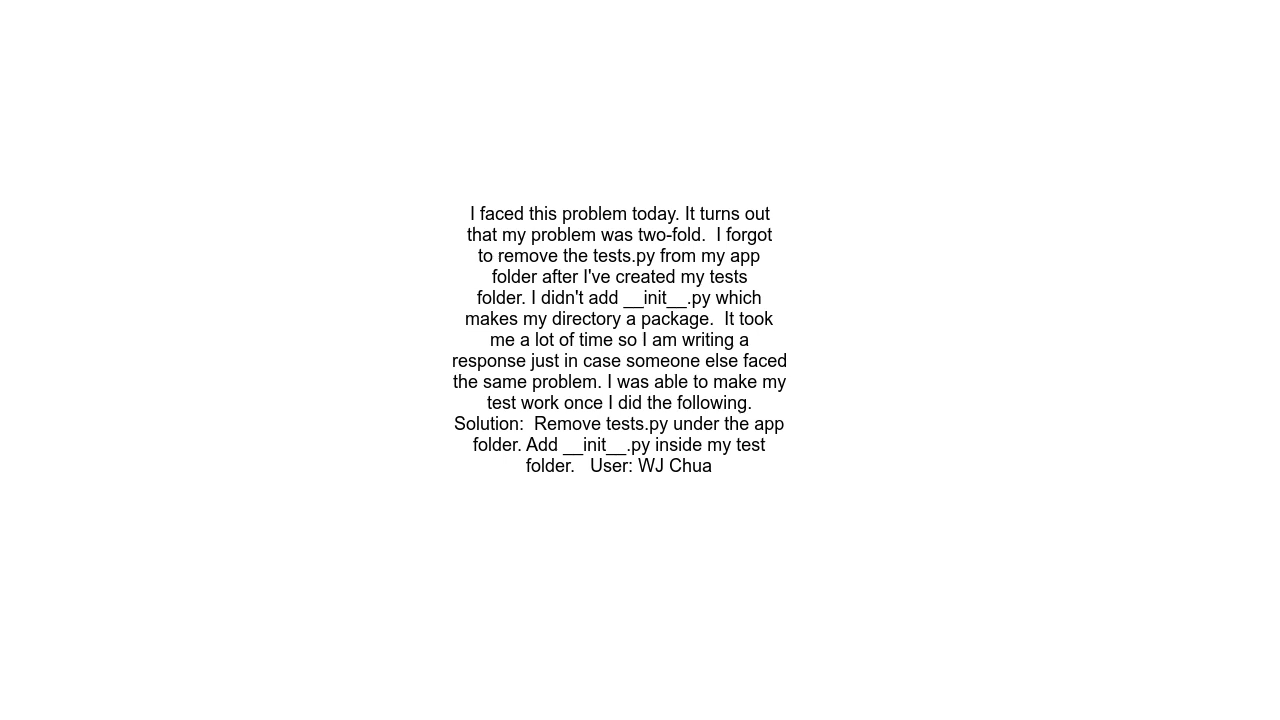 I faced this problem today. It turns out
that my problem was two-fold.  I forgot
to remove the tests.py from my app
folder after I've created my tests
folder. I didn't add __init__.py which
makes my directory a package.  It took
me a lot of time so I am writing a
response just in case someone else faced
the same problem. I was able to make my
test work once I did the following.
Solution:  Remove tests.py under the app
folder. Add __init__.py inside my test
folder.   User: WJ Chua